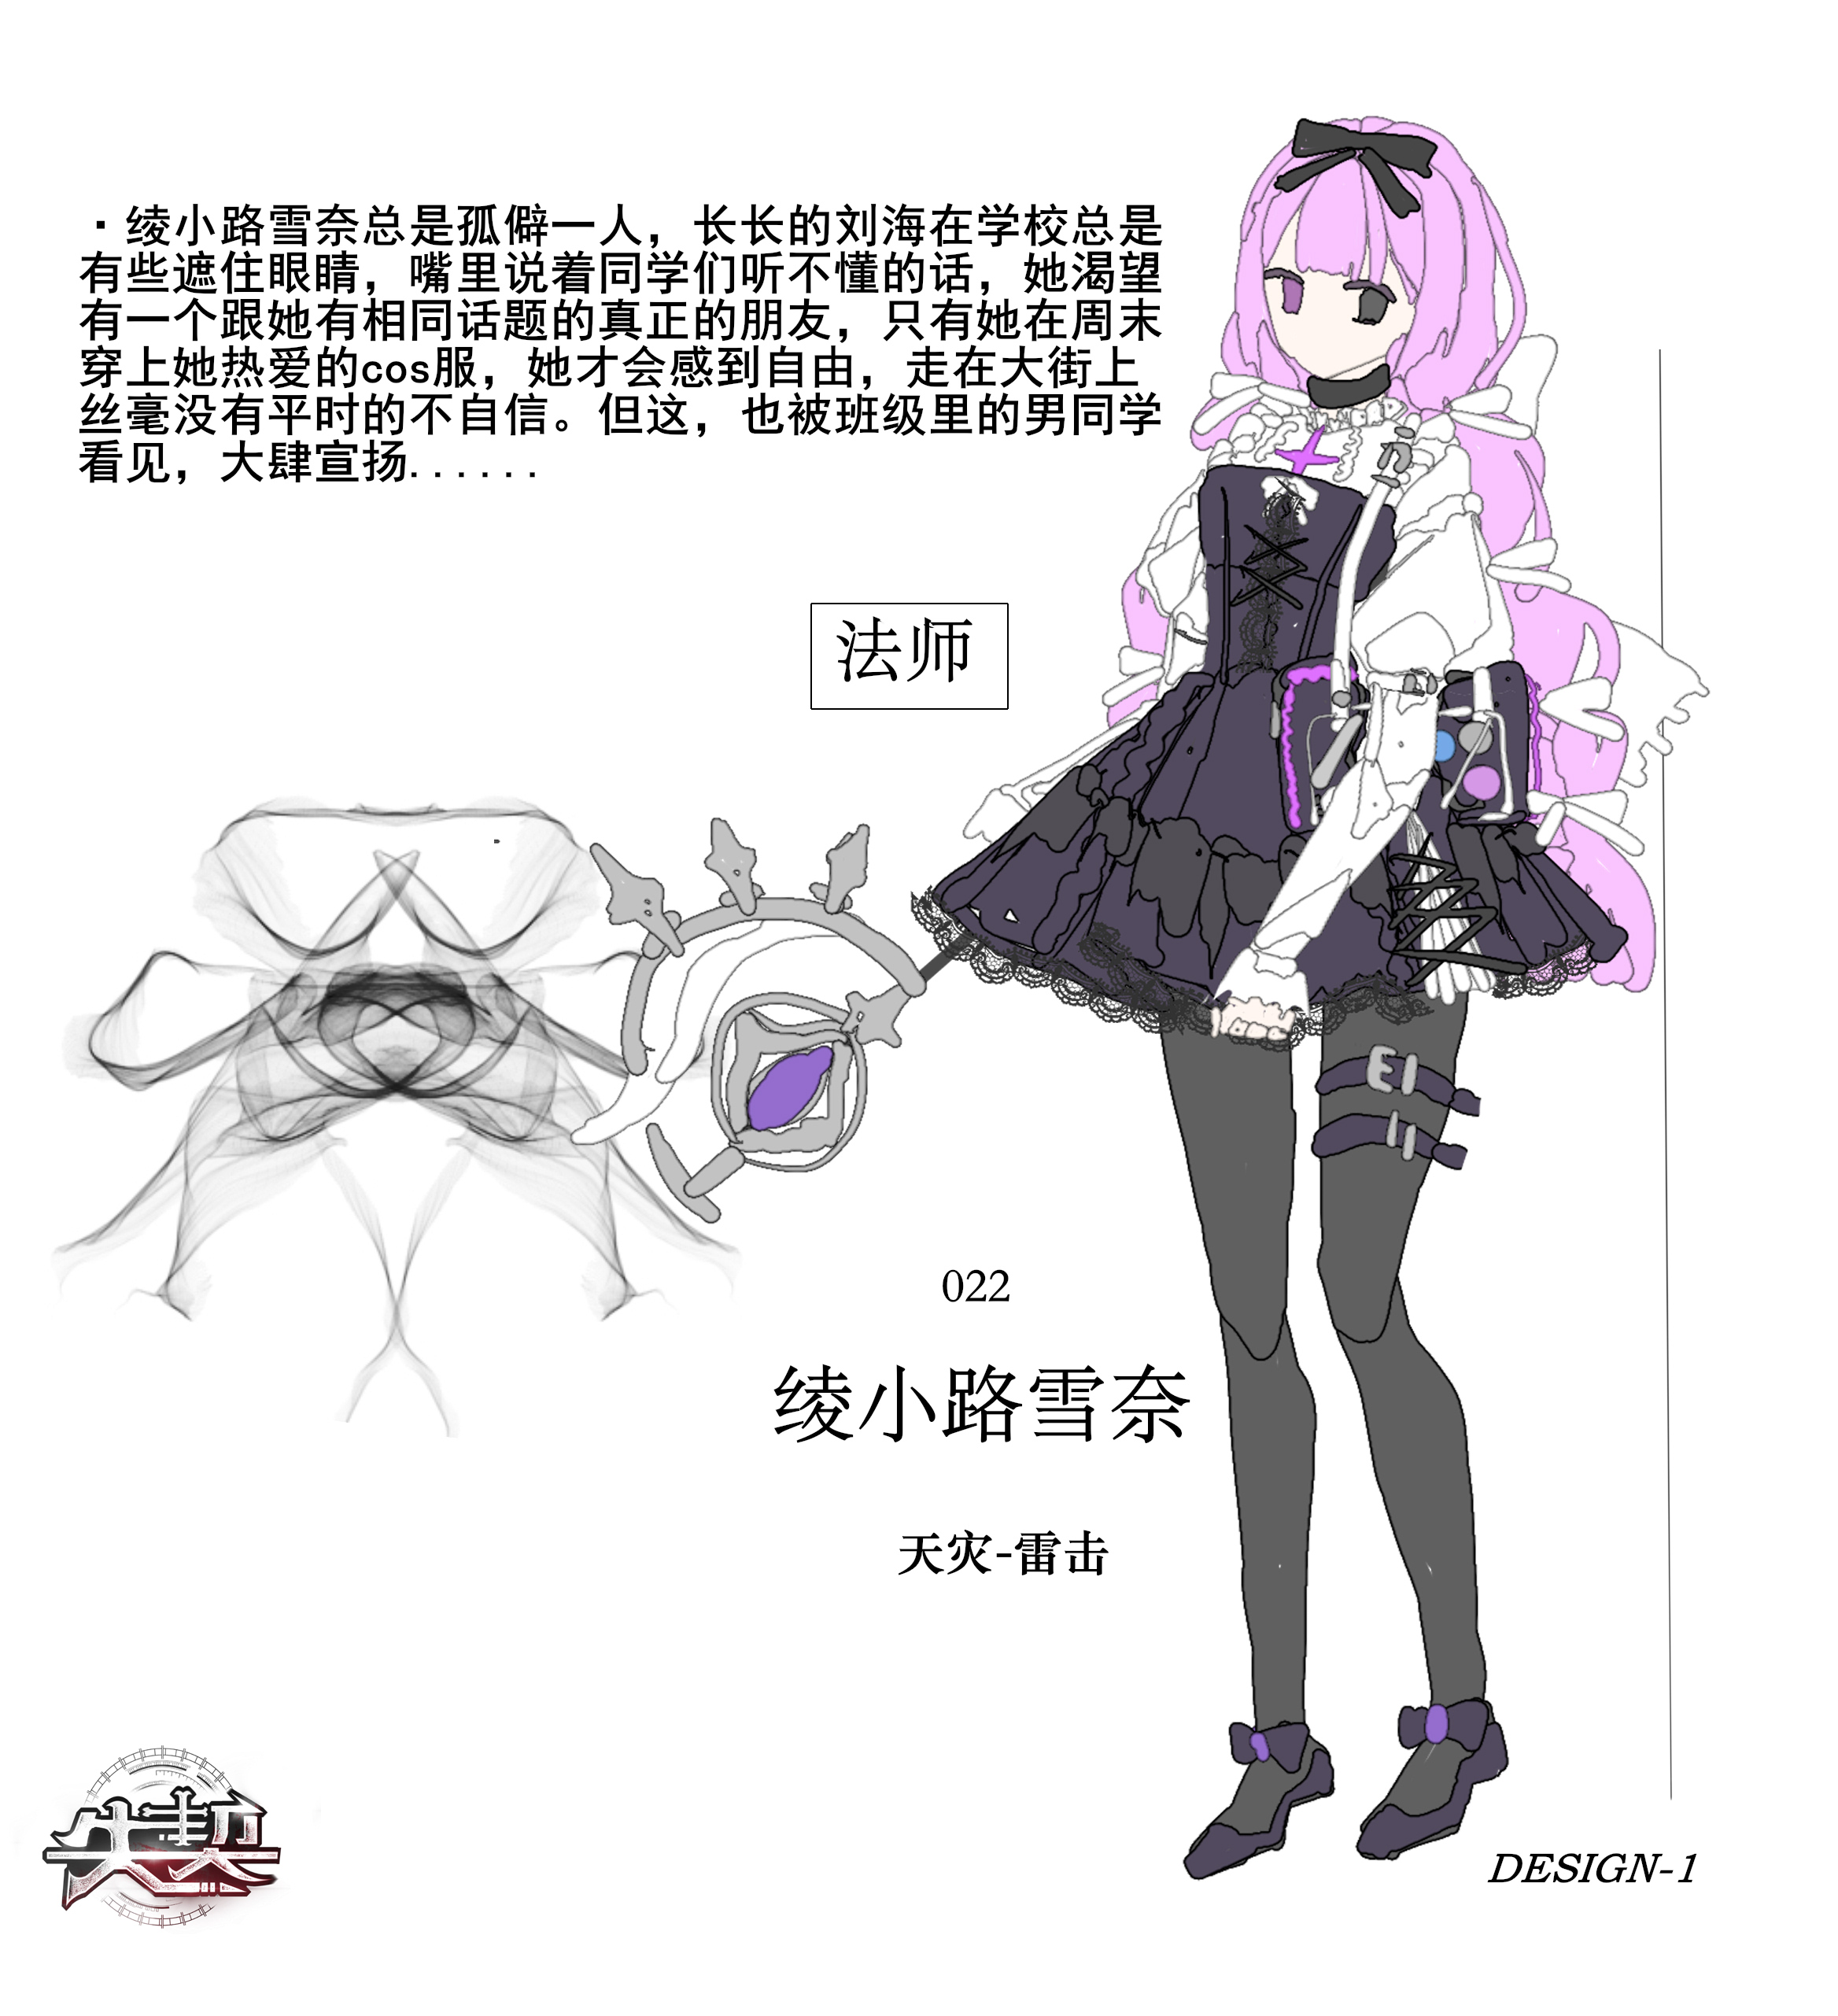 ·绫小路雪奈总是孤僻一人，长长的刘海在学校总是
有些遮住眼睛，嘴里说着同学们听不懂的话，她渴望
有一个跟她有相同话题的真正的朋友，只有她在周末
穿上她热爱的cos服，她才会感到自由，走在大街上
丝毫没有平时的不自信。但这，也被班级里的男同学
看见，大肆宣扬......
法师
022
绫小路雪奈
天灾-雷击
DESIGN-1